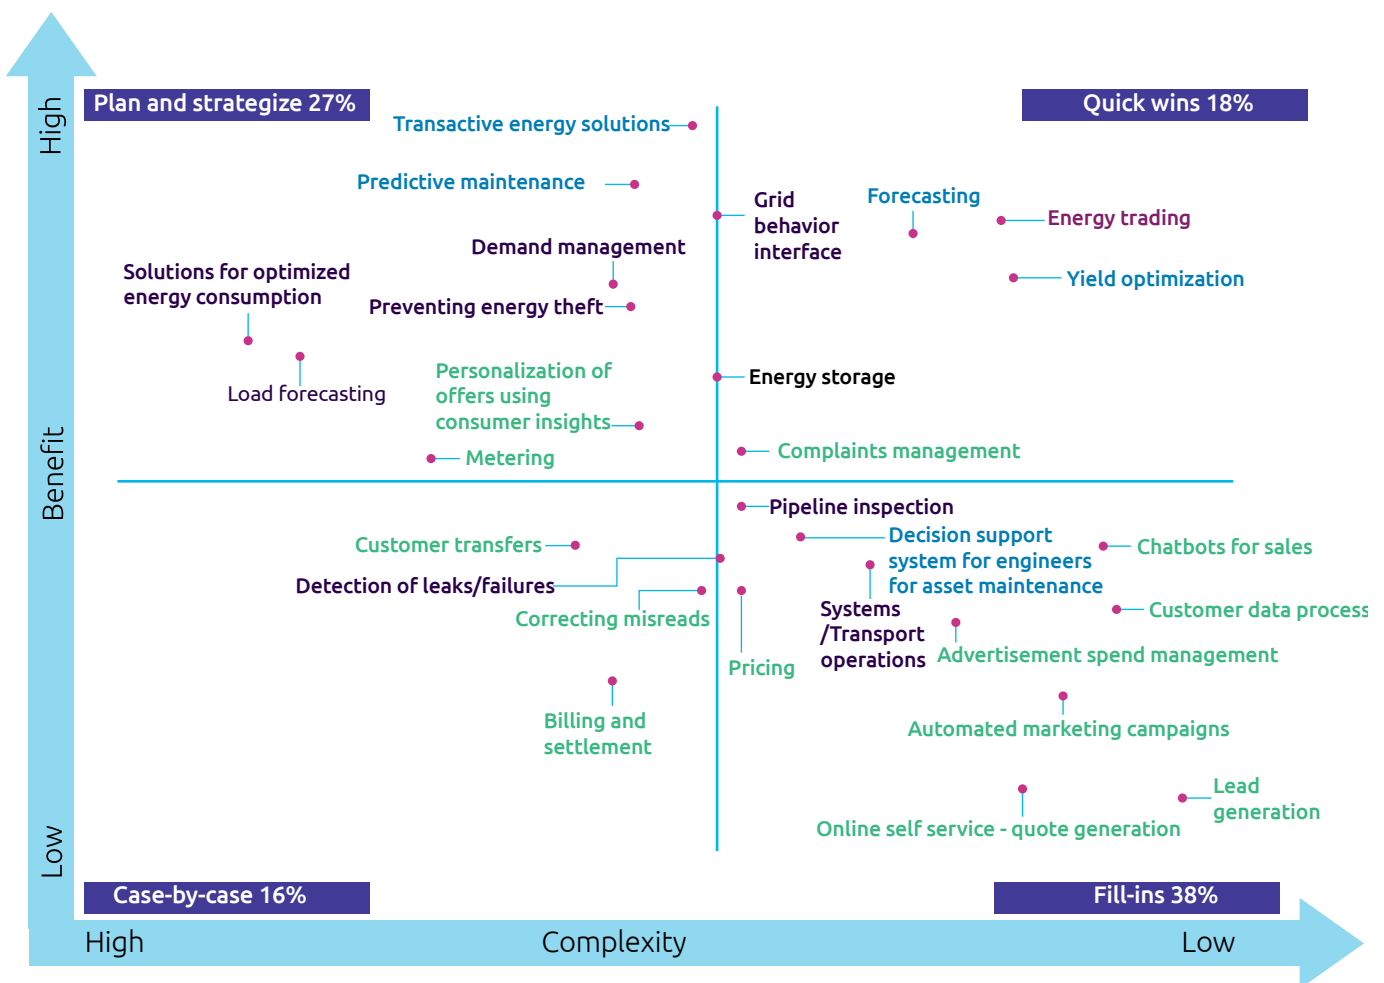 High
Benefit
Low
Plan and strategize 27%
Quick wins 18%
Transactive energy solutions
Predictive maintenance
Grid
behavior
interface
Forecasting
Energy trading
Demand management
Solutions for optimized
energy consumption
Yield optimization
Preventing energy theft
Load forecasting
Personalization of
offers using
consumer insights
Energy storage
Metering
Complaints management
Pipeline inspection
Customer transfers
Decision support
system for engineers
for asset maintenance
Chatbots for sales
Detection of leaks/failures
Correcting misreads
Systems
/Transport
operations
Customer data process
Advertisement spend management
Pricing
Billing and
settlement
Automated marketing campaigns
Lead
generation
Online self service - quote generation
Case-by-case 16%
Fill-ins 38%
High
Complexity
Low